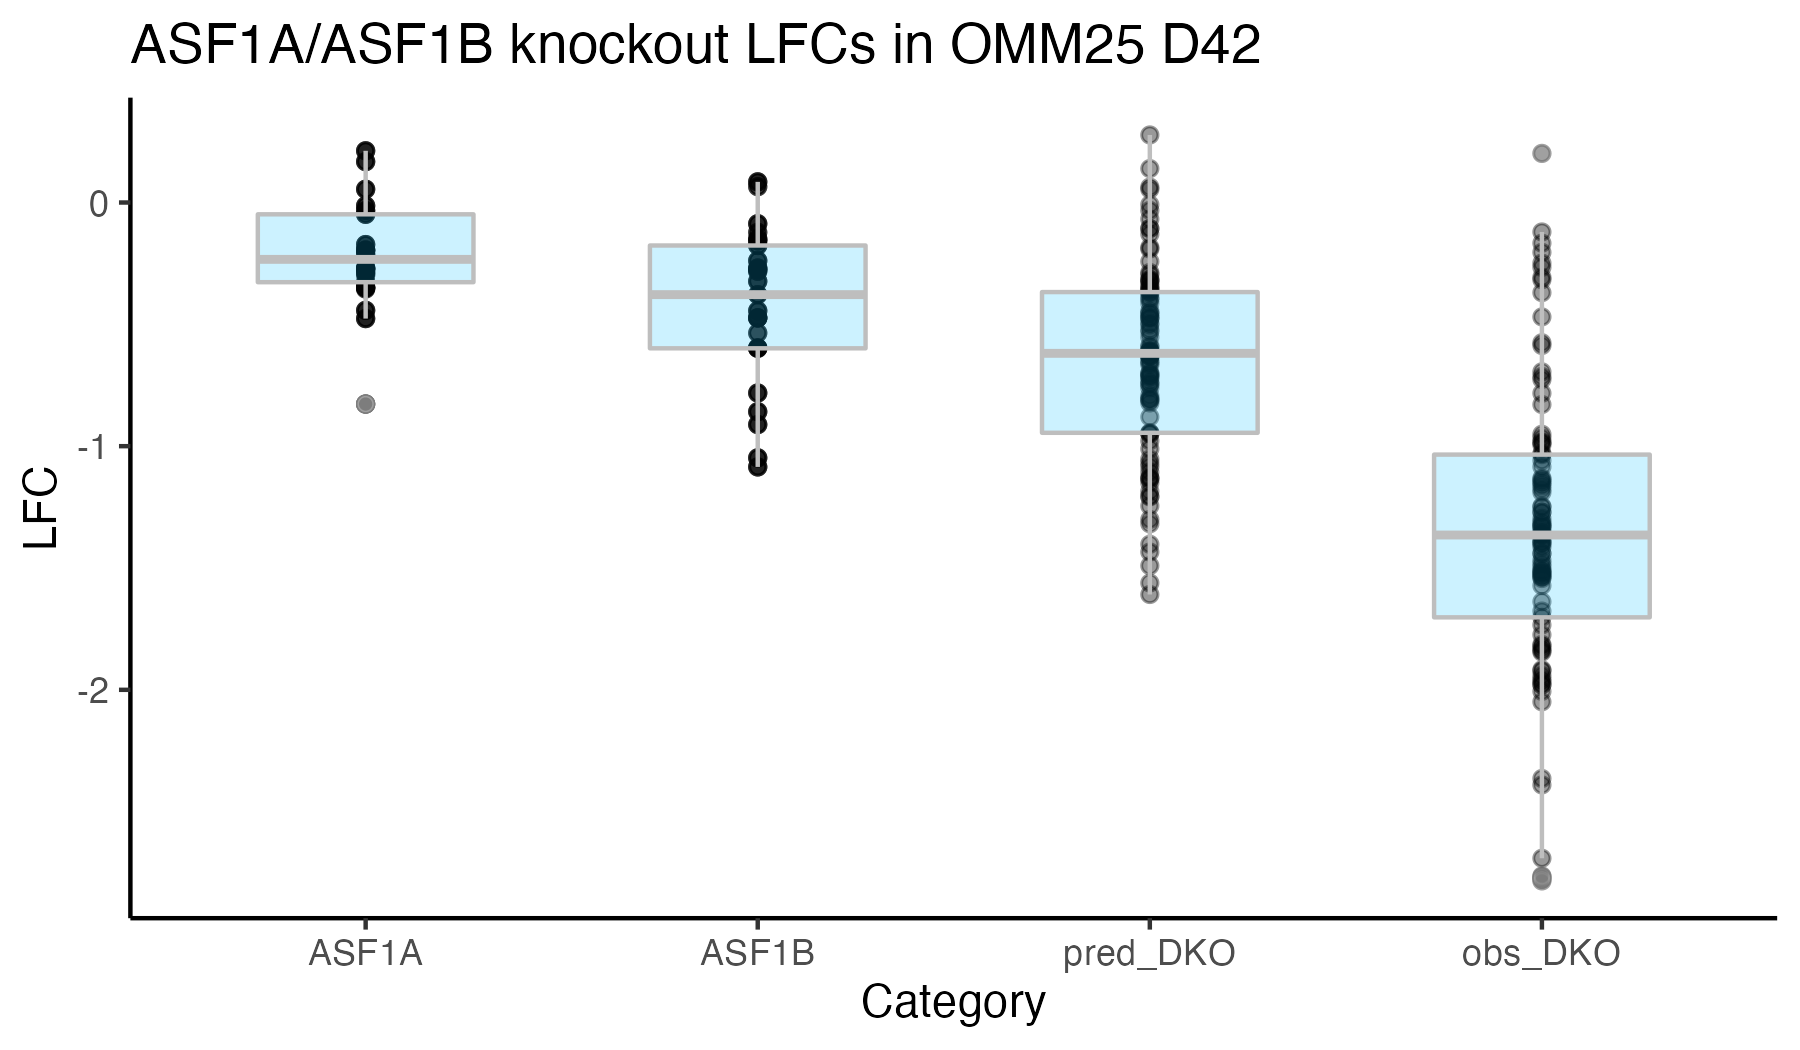 ASF1A/ASF1B knockout LFCs in OMM25 D42
LFC
0
-1
-2
ASF1A
ASF1B
pred_DKO
obs_DKO
Category